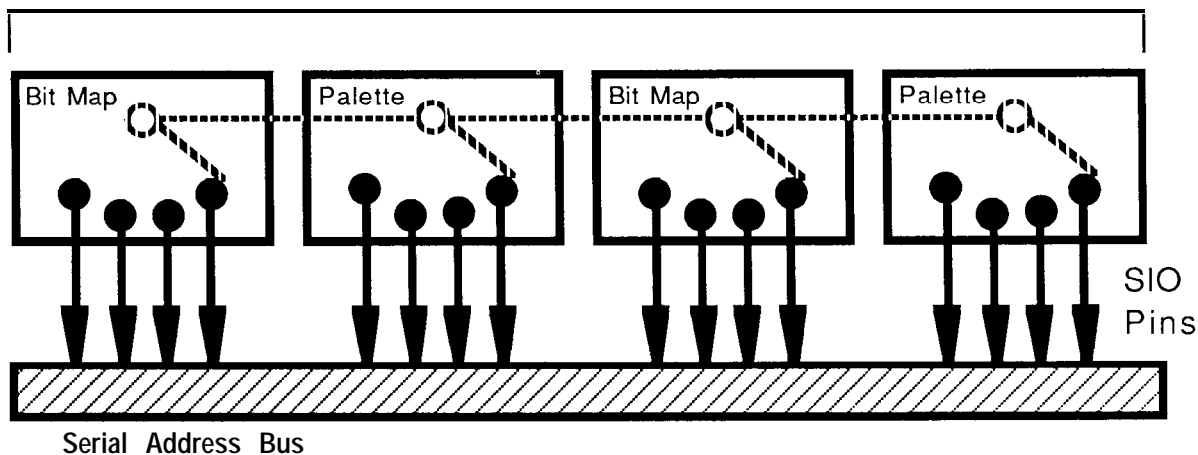 Bit Map
Palette
Bit Map
Palette
SIO
Pins
Serial Address Bus